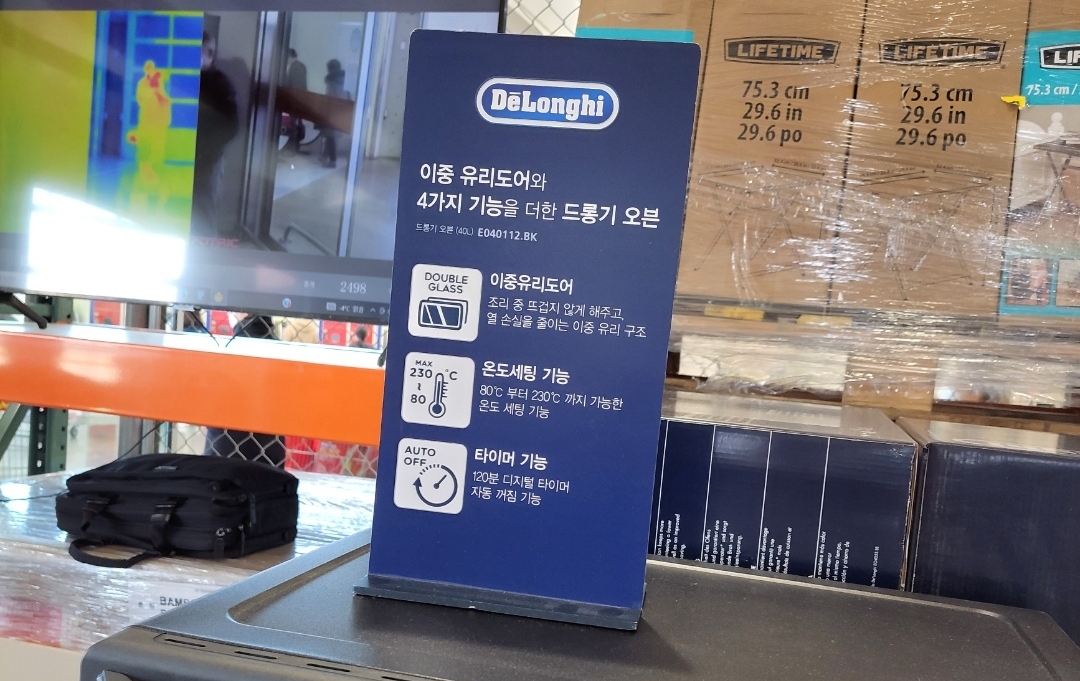 DeLonghi
이중 유리도어와
4가지 기능을 더한 드롱기 오븐
드롱기 오븐 (40L) EO40112.BK
DOUBLE
GLASS
이중유리도어
조리 중 뜨겁지 않게 해주고,
열 손실을 줄이는 이중 유리 구조
MAX
230 °C
≀
80
온도세팅 기능
80℃ 부터 230℃ 까지 가능한
온도 세팅 기능
AUTO
OFF
타이머 기능
120분 디지털 타이머
자동 꺼짐 기능
LIFETIME
75.3 cm
29.6 in
29.6 po
LIFETIME
75.3 cm
29.6 in
29.6 po
75.3 cm /
2498